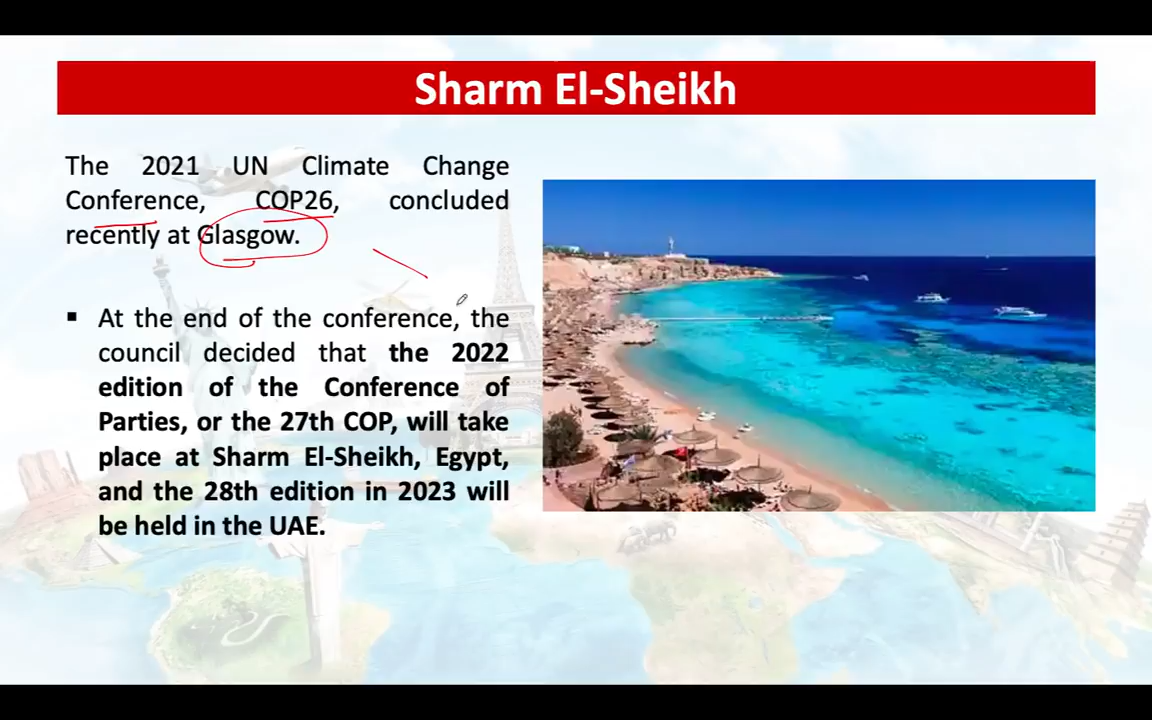 Sharm El-Sheikh
The 2021 UN Climate Change
Conference, COP26, concluded
recently at Glasgow.
▪ At the end of the conference, the
council decided that the 2022
edition of the Conference of
Parties, or the 27th COP, will take
place at Sharm El-Sheikh, Egypt,
and the 28th edition in 2023 will
be held in the UAE.